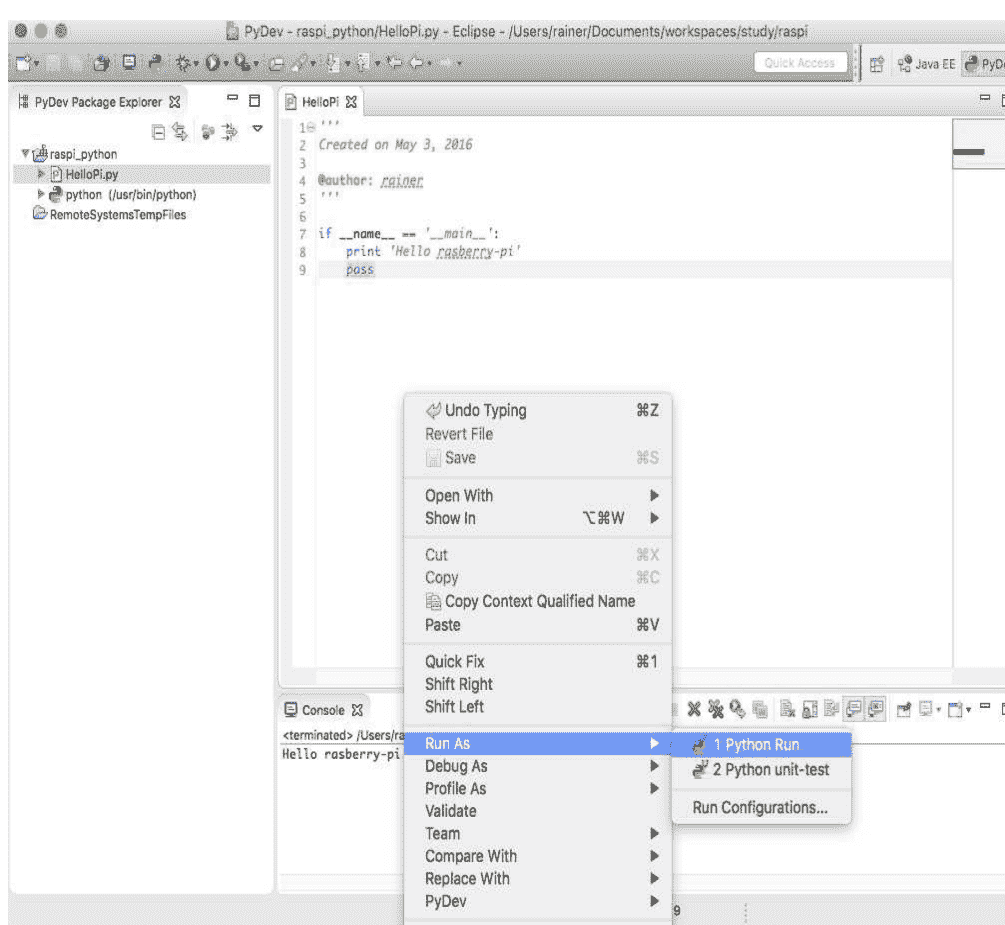 PyDev - raspi_python/HelloPi.py - Eclipse - /Users/rainer/Documents/workspaces/study/raspi
Quick Access
Java EE
PyD
PyDev Package Explorer
raspi_python
HelloPi.py
python (/usr/bin/python)
RemoteSystemsTempFiles
HelloPi
1 '''
2 Created on May 3, 2016
3
4 @author: rainer
5 '''
6
7 if __name__ == '__main__':
8 print 'Hello rasberry-pi'
9 pass
Undo Typing ⌘Z
Revert File
Save ⌘S
Open With
Show In ⌥⌘W
Cut ⌘X
Copy ⌘C
Copy Context Qualified Name
Paste ⌘V
Quick Fix ⌘1
Shift Right
Shift Left
Run As
Debug As
Profile As
Validate
Team
Compare With
Replace With
PyDev
1 Python Run
2 Python unit-test
Run Configurations...
Console
<terminated> /Users/ra
Hello rasberry-pi
9